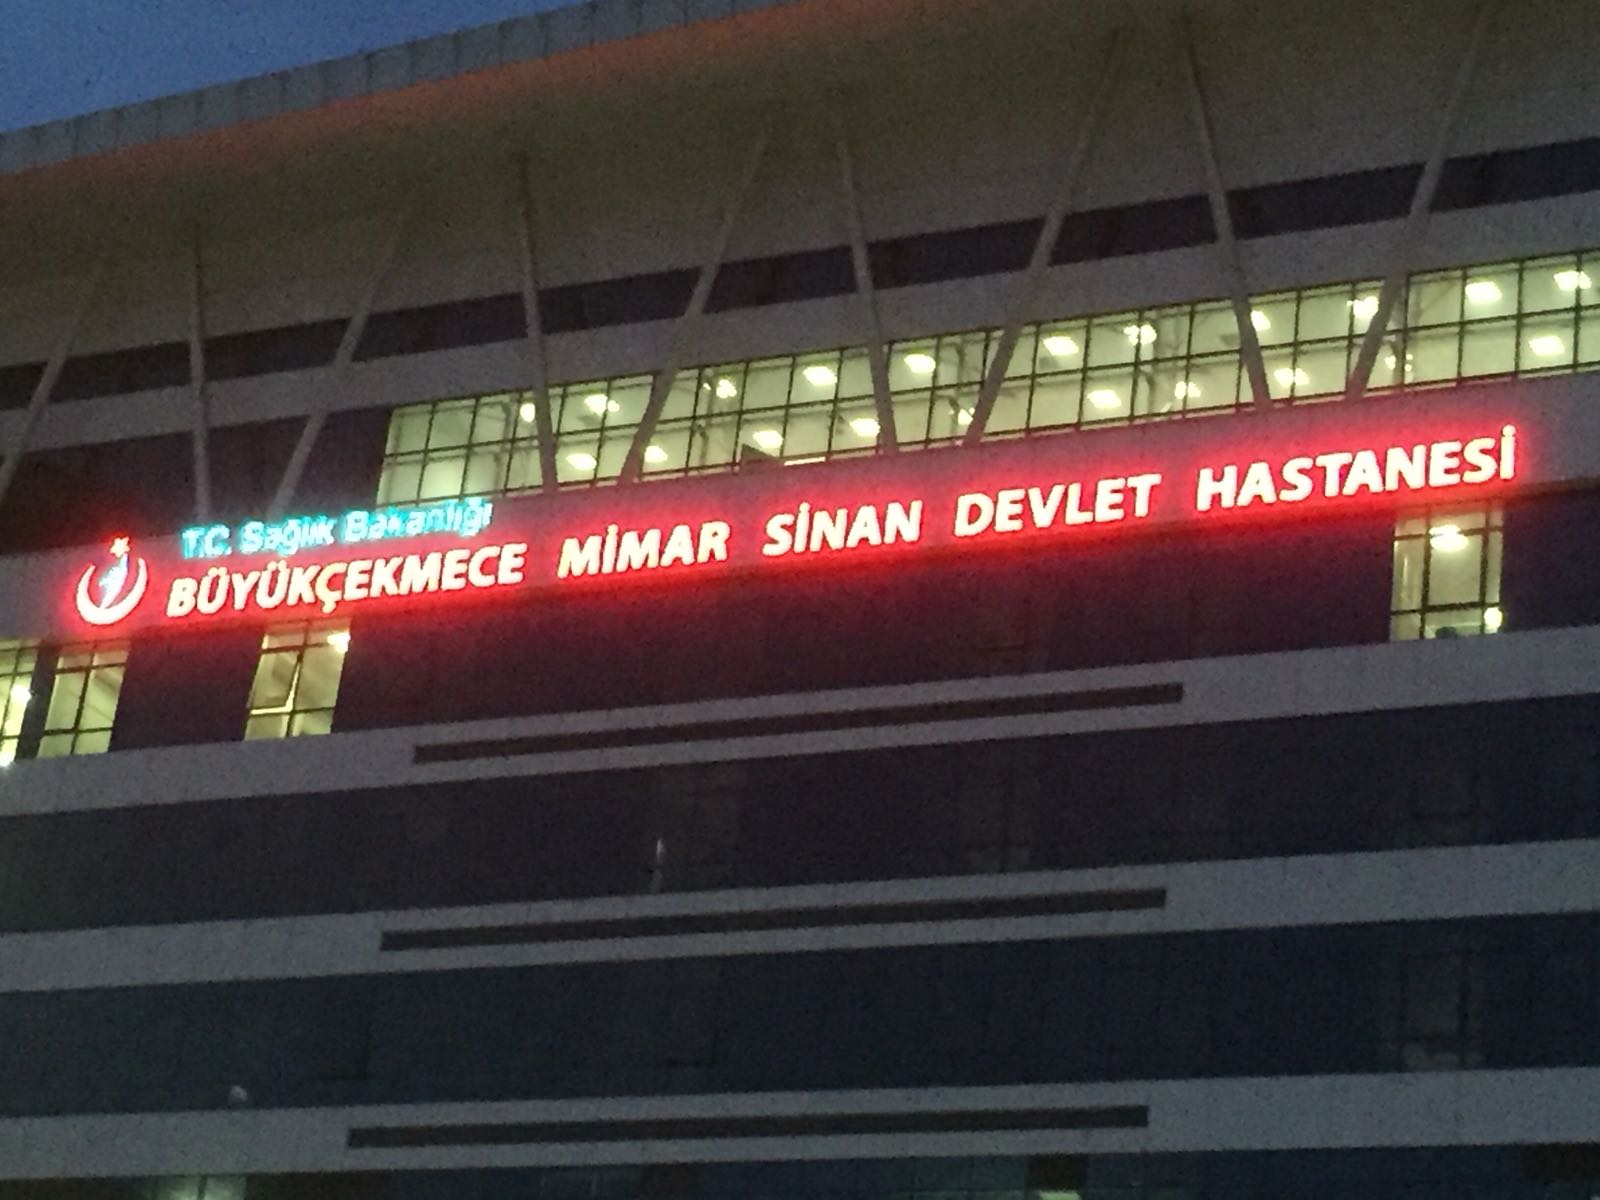 T.C. Sağlık Bakanlığı
BÜYÜKÇEKMECE MİMAR SİNAN DEVLET HASTANESİ